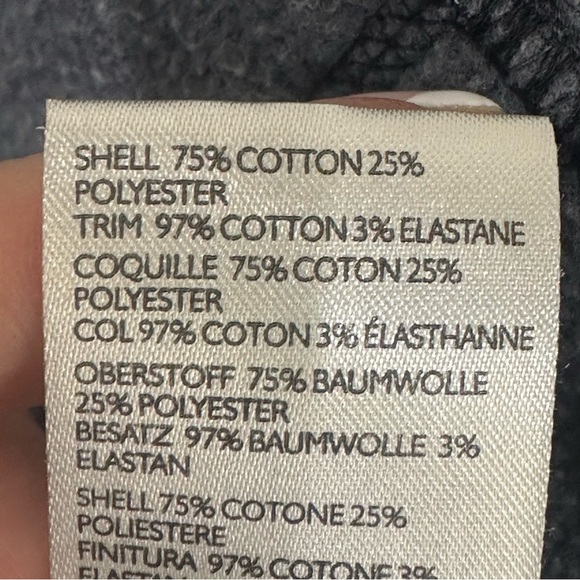 SHELL 75% COTTON 25%
POLYESTER
TRIM 97% COTTON 3% ELASTANE
COQUILLE 75% COTON 25%
POLYESTER
COL 97% COTON 3% ÉLASTHANNE
OBERSTOFF 75% BAUMWOLLE
25% POLYESTER
BESATZ 97% BAUMWOLLE 3%
ELASTAN
SHELL 75% COTONE 25%
POLIESTERE
FINITURA 97% COTONE 3%
ELASTAN